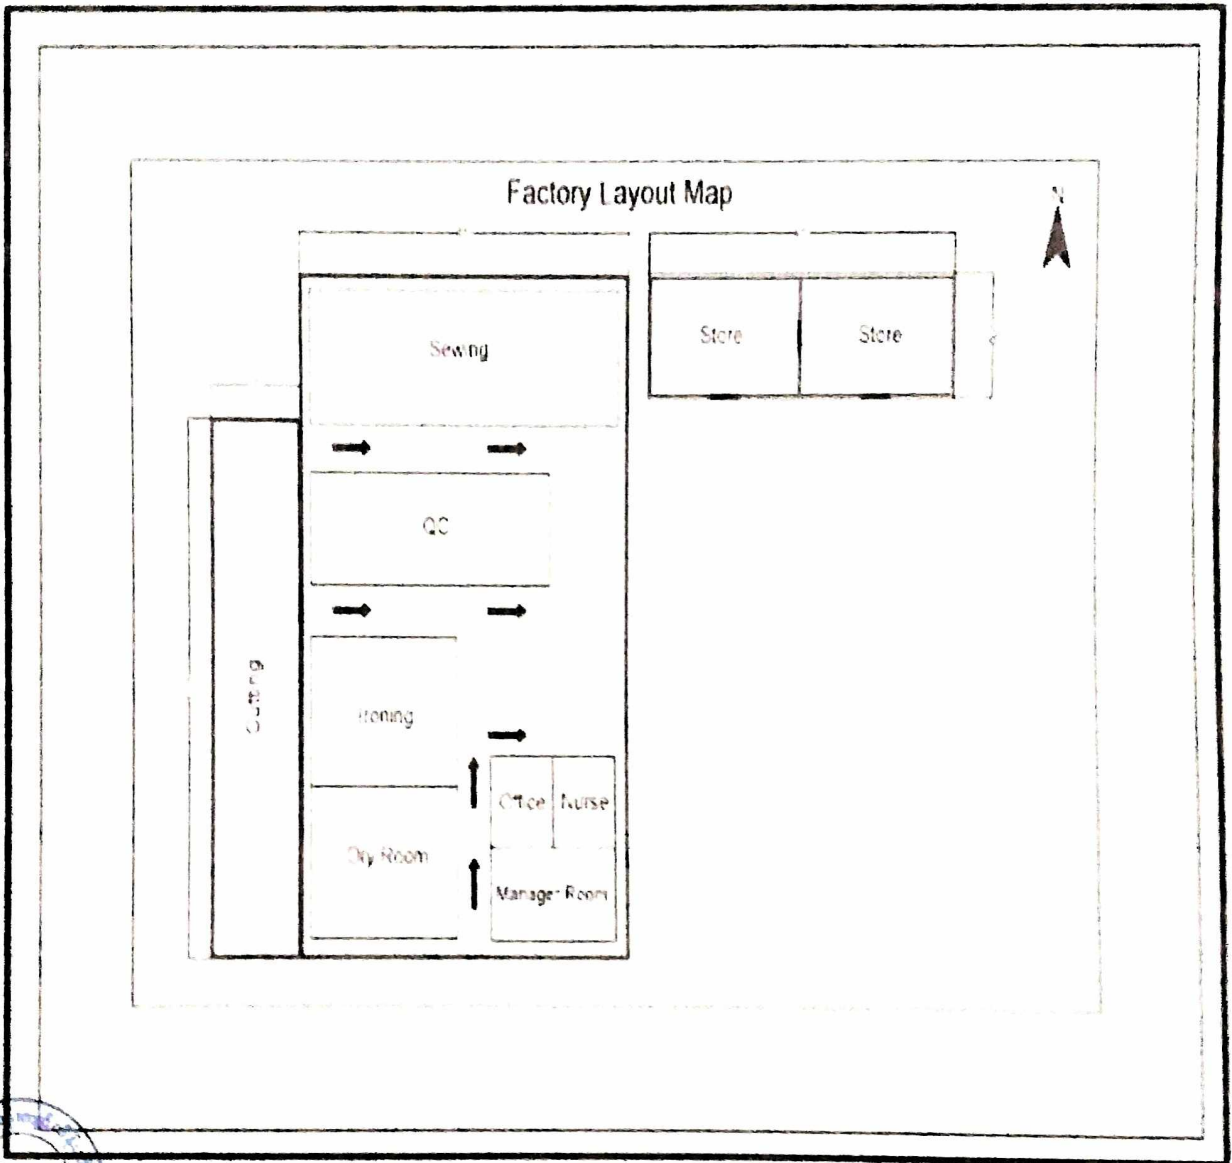 Factory Layout Map
N
Sewing
Store
Store
QC
Cutting
Ironing
Office
Nurse
Dry Room
Manager Room